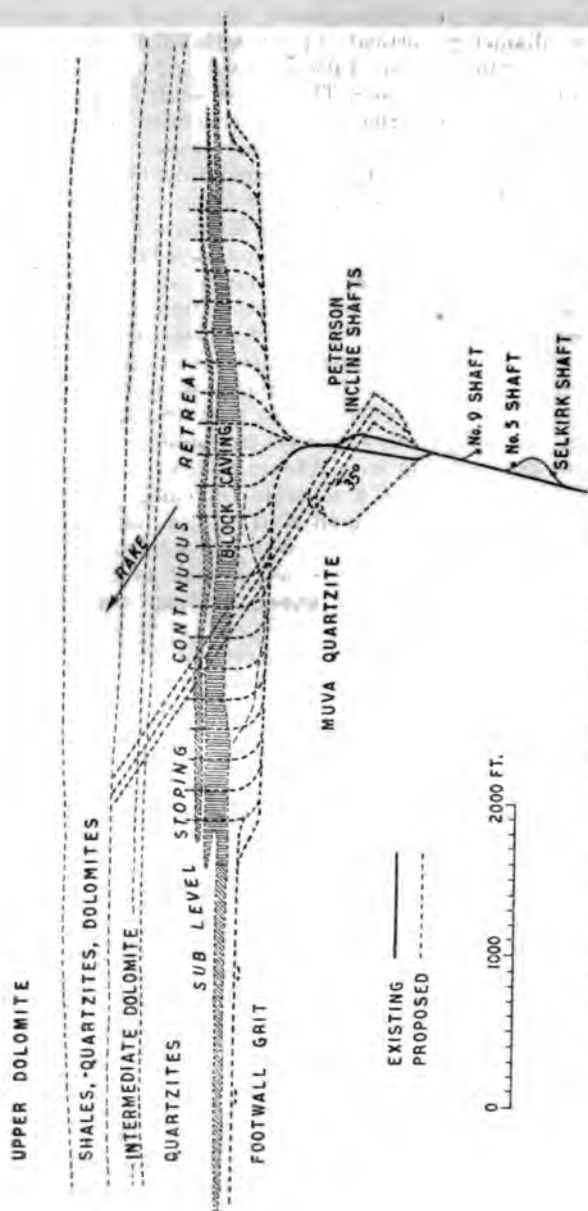 UPPER DOLOMITE
SHALES, QUARTZITES, DOLOMITES
INTERMEDIATE DOLOMITE
QUARTZITES
RAKE
SUB LEVEL STOPING CONTINUOUS RETREAT
BLOCK CAVING
FOOTWALL GRIT
MUVA QUARTZITE
35°
PETERSON
INCLINE SHAFTS
No. 9 SHAFT
No. 5 SHAFT
SELKIRK SHAFT
EXISTING
PROPOSED
0 1000 2000 FT.